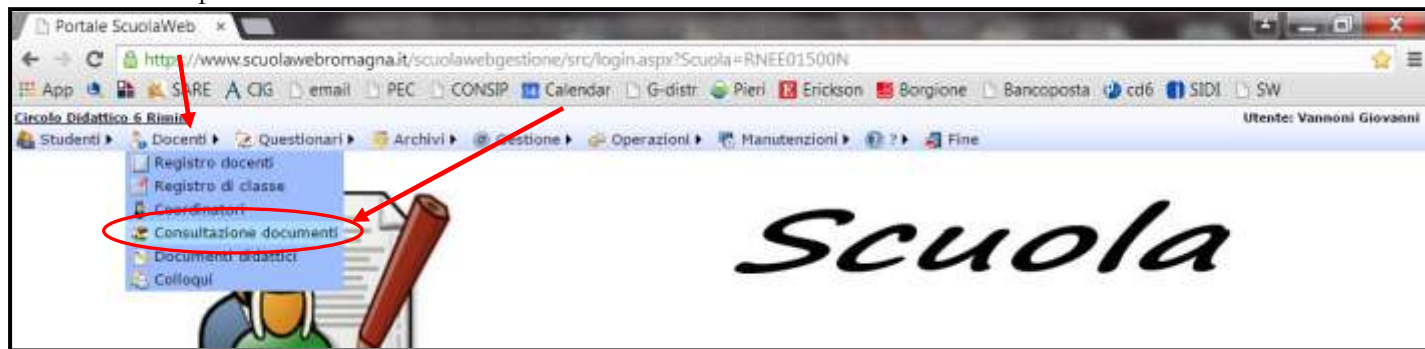 Portale ScuolaWeb
https://www.scuolawebromagna.it/scuolawebgestione/src/login.aspx?Scuola=RNEE01500N
App SARE CIG email PEC CONSIP Calendar G-distr Pieri Erickson Borgione Bancoposta cd6 SIDI SW
Circolo Didattico 6 Rimini Utente: Vannoni Giovanni
Studenti Docenti Questionari Archivi Gestione Operazioni Manutenzioni ? Fine
Registro docenti
Registro di classe
Coordinatori
Consultazione documenti
Documenti didattici
Colloqui
Scuola